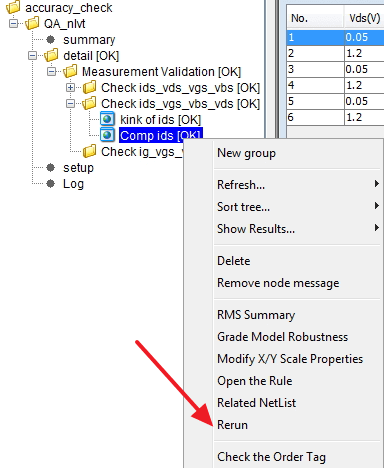 accuracy_check
QA_nlvt
summary
detail [OK]
Measurement Validation [OK]
Check ids_vds_vgs_vbs [OK]
Check ids_vds_vgs_vbs_vds [OK]
kink of ids [OK]
Comp ids [OK]
Check ig_vgs_
setup
Log
No. Vds(V)
1 0.05
2 1.2
3 0.05
4 1.2
5 0.05
6 1.2
New group
Refresh...
Sort tree...
Show Results...
Delete
Remove node message
RMS Summary
Grade Model Robustness
Modify X/Y Scale Properties
Open the Rule
Related NetList
Rerun
Check the Order Tag